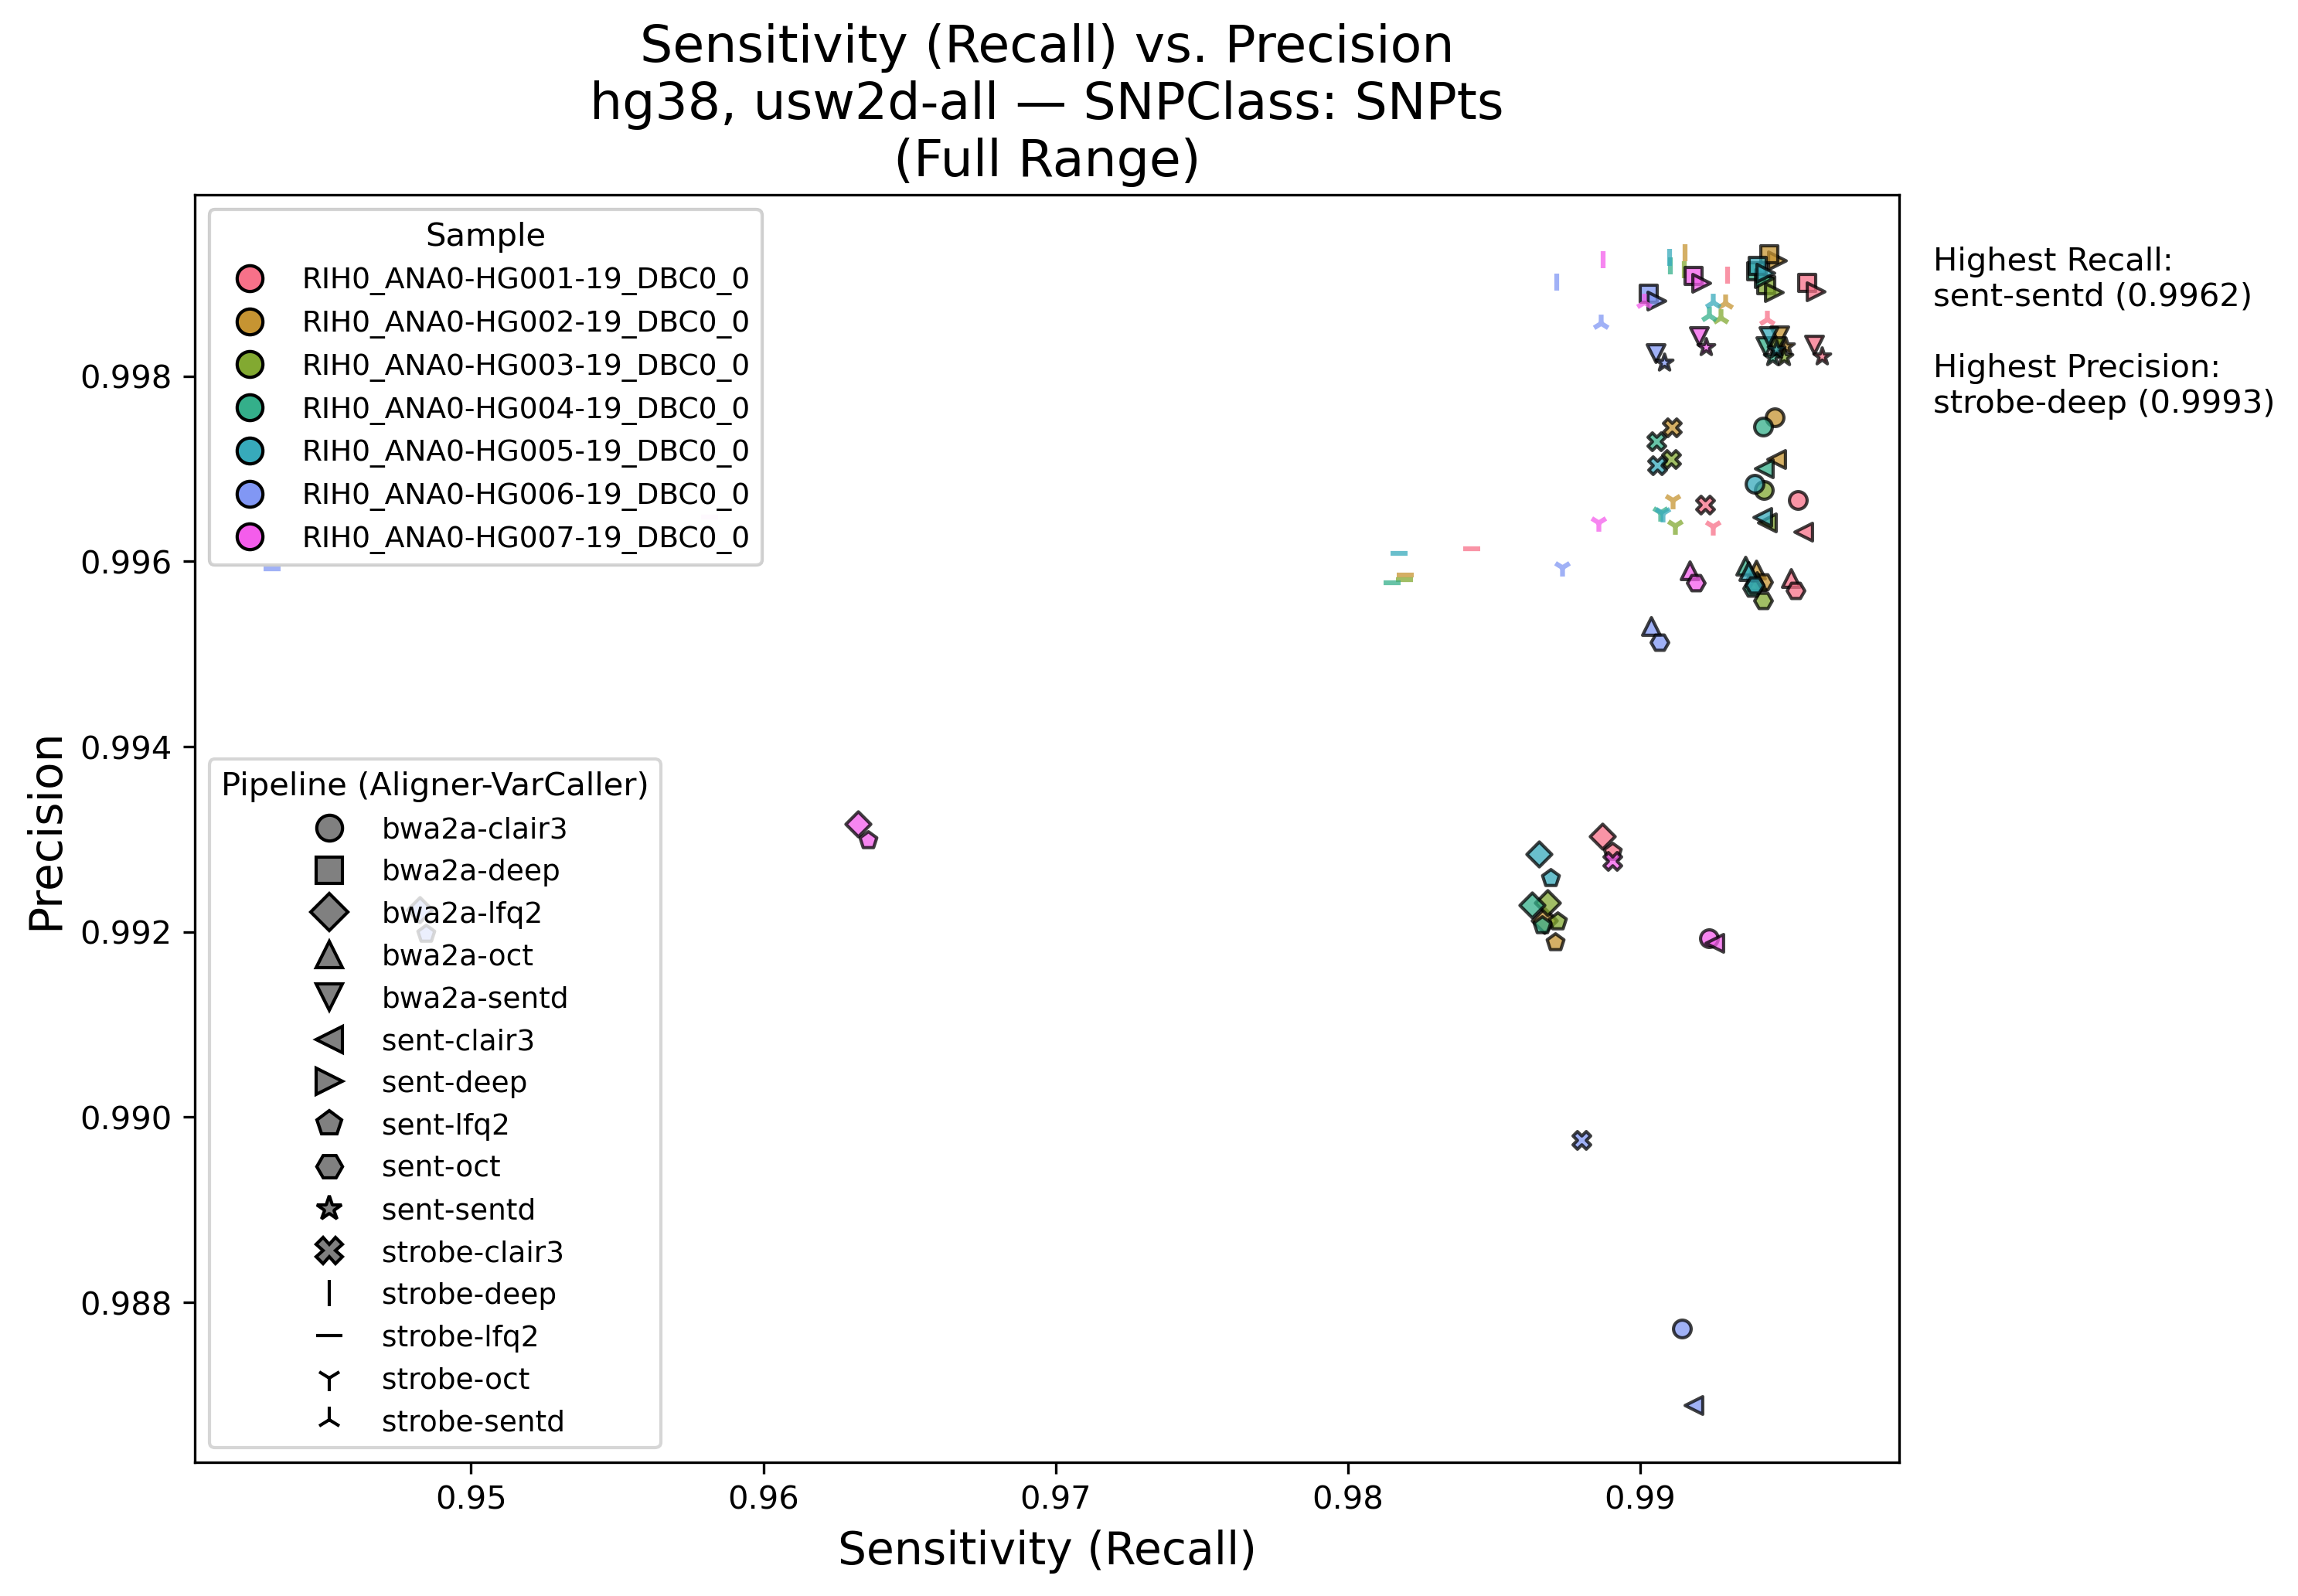 Sensitivity (Recall) vs. Precision
hg38, usw2d-all — SNPClass: SNPts
(Full Range)
Sample
RIH0_ANA0-HG001-19_DBC0_0
RIH0_ANA0-HG002-19_DBC0_0
RIH0_ANA0-HG003-19_DBC0_0
RIH0_ANA0-HG004-19_DBC0_0
RIH0_ANA0-HG005-19_DBC0_0
RIH0_ANA0-HG006-19_DBC0_0
RIH0_ANA0-HG007-19_DBC0_0
Highest Recall:
sent-sentd (0.9962)
Highest Precision:
strobe-deep (0.9993)
Pipeline (Aligner-VarCaller)
bwa2a-clair3
bwa2a-deep
bwa2a-lfq2
bwa2a-oct
bwa2a-sentd
sent-clair3
sent-deep
sent-lfq2
sent-oct
sent-sentd
strobe-clair3
strobe-deep
strobe-lfq2
strobe-oct
strobe-sentd
Precision
0.998
0.996
0.994
0.992
0.990
0.988
0.95
0.96
0.97
0.98
0.99
Sensitivity (Recall)